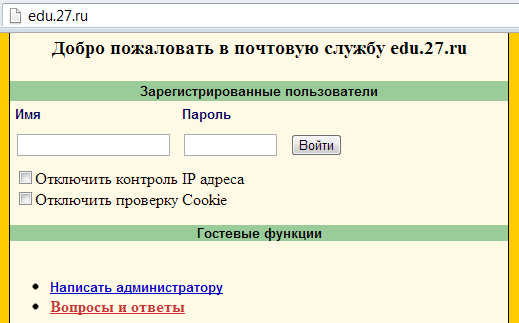 edu.27.ru
Добро пожаловать в почтовую службу edu.27.ru
Зарегистрированные пользователи
Имя Пароль
Войти
Отключить контроль IP адреса
Отключить проверку Cookie
Гостевые функции
Написать администратору
Вопросы и ответы